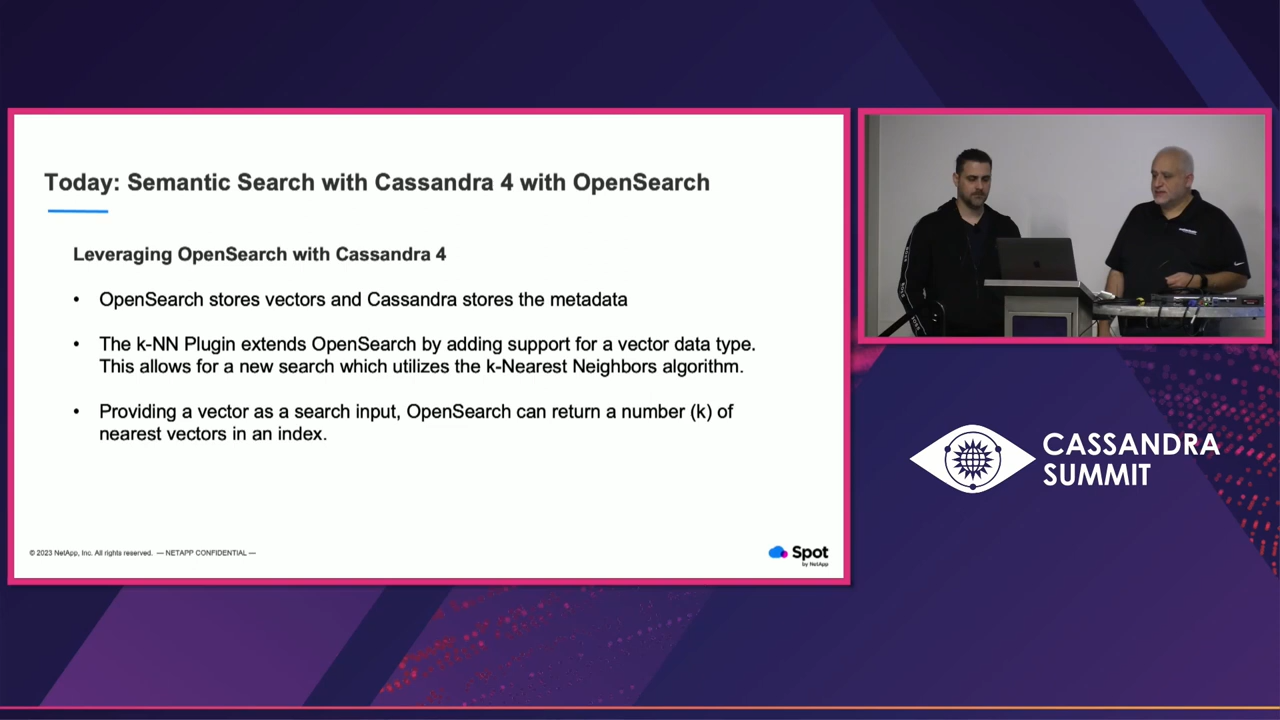 Today: Semantic Search with Cassandra 4 with OpenSearch
Leveraging OpenSearch with Cassandra 4
• OpenSearch stores vectors and Cassandra stores the metadata
• The k-NN Plugin extends OpenSearch by adding support for a vector data type.
This allows for a new search which utilizes the k-Nearest Neighbors algorithm.
• Providing a vector as a search input, OpenSearch can return a number (k) of
nearest vectors in an index.
© 2023 NetApp, Inc. All rights reserved. — NETAPP CONFIDENTIAL —
Spot
by NetApp
CASSANDRA
SUMMIT